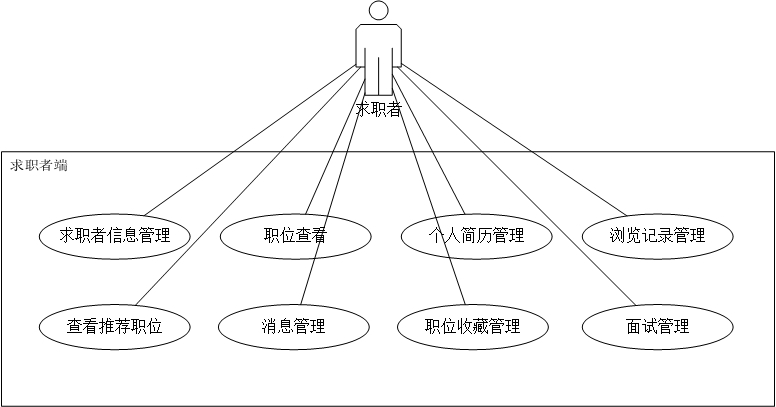 求职者
求职者端
求职者信息管理
职位查看
个人简历管理
浏览记录管理
查看推荐职位
消息管理
职位收藏管理
面试管理